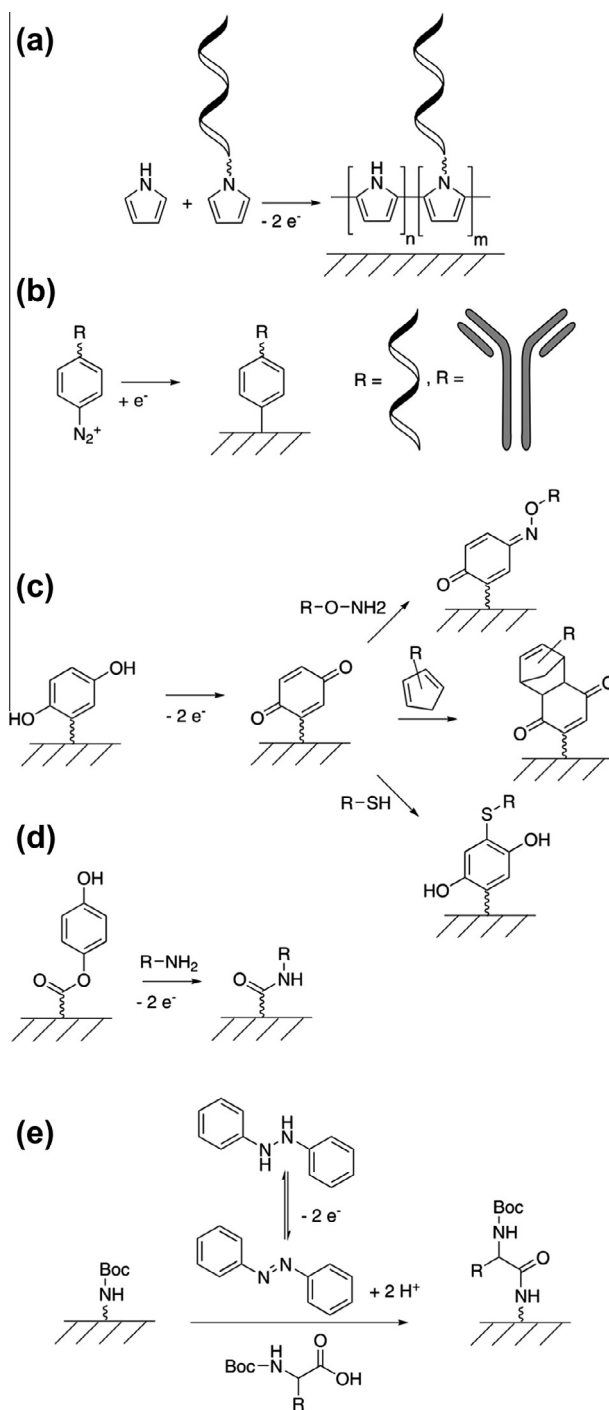 (a)
H
N
+
N
- 2 e-
H
N
N
n
m
(b)
R
N2+
+ e-
R
R =
, R =
(c)
OH
HO
- 2 e-
O
O
R-O-NH2
R
O
N
O
R
R
O
O
R-SH
S
R
OH
HO
(d)
OH
O
O
R-NH2
- 2 e-
R
O
NH
(e)
H
N
N
H
- 2 e-
N
N
+ 2 H+
Boc
NH
Boc
H
N
O
OH
R
Boc
NH
R
O
NH